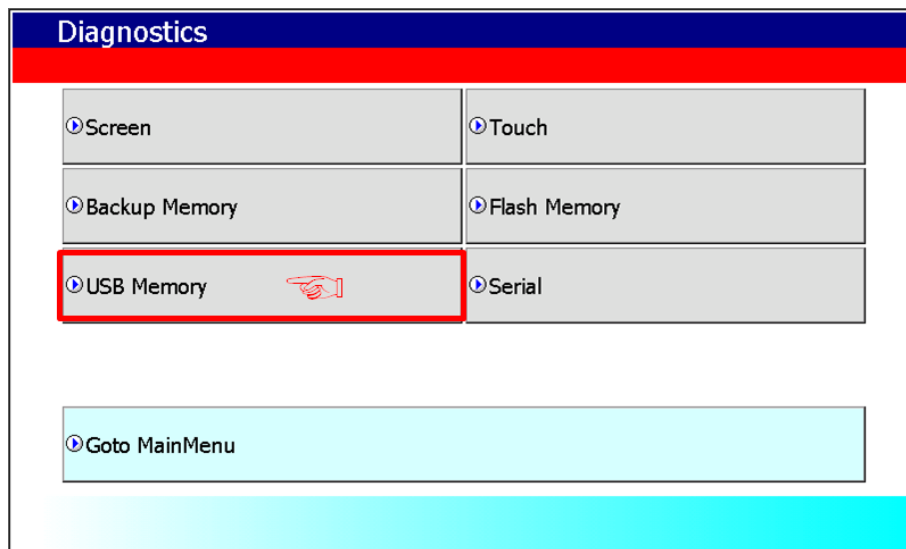 Diagnostics
Screen
Touch
Backup Memory
Flash Memory
USB Memory
Serial
Goto MainMenu